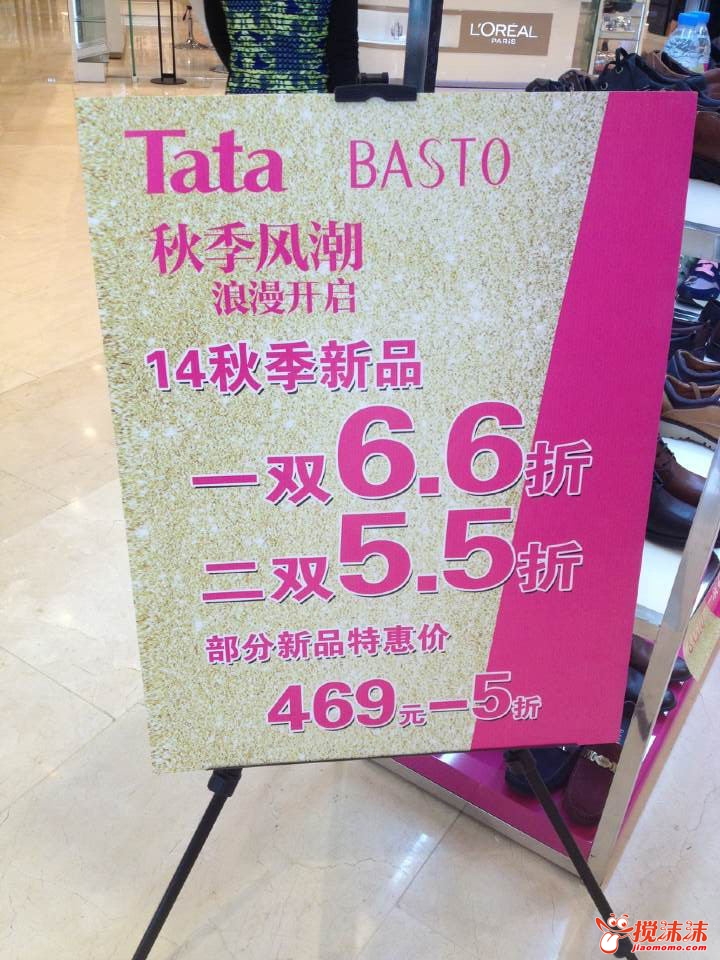 L'ORÉAL
PARIS
Tata BASTO
秋季风潮
浪漫开启
14秋季新品
一双6.6折
二双5.5折
部分新品特惠价
469元—5折
搅沫沫
jiaomomo.com